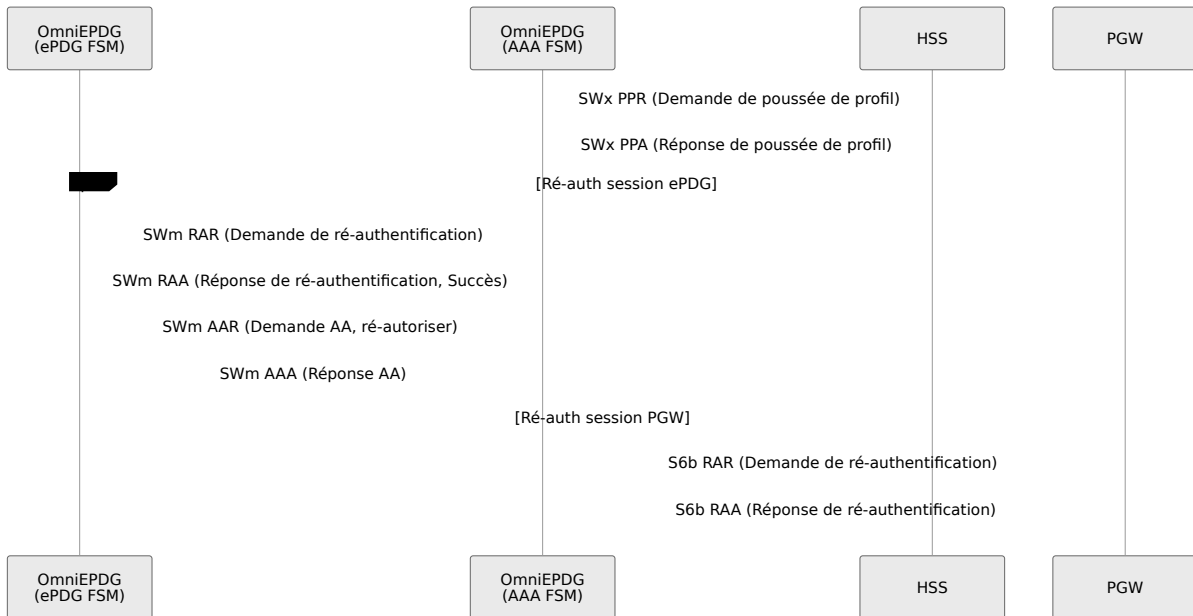 OmniEPDG
(ePDG FSM)
OmniEPDG
(AAA FSM)
HSS
PGW
SWx PPR (Demande de poussée de profil)
SWx PPA (Réponse de poussée de profil)
[Ré-auth session ePDG]
SWm RAR (Demande de ré-authentification)
SWm RAA (Réponse de ré-authentification, Succès)
SWm AAR (Demande AA, ré-autoriser)
SWm AAA (Réponse AA)
[Ré-auth session PGW]
S6b RAR (Demande de ré-authentification)
S6b RAA (Réponse de ré-authentification)
OmniEPDG
(ePDG FSM)
OmniEPDG
(AAA FSM)
HSS
PGW